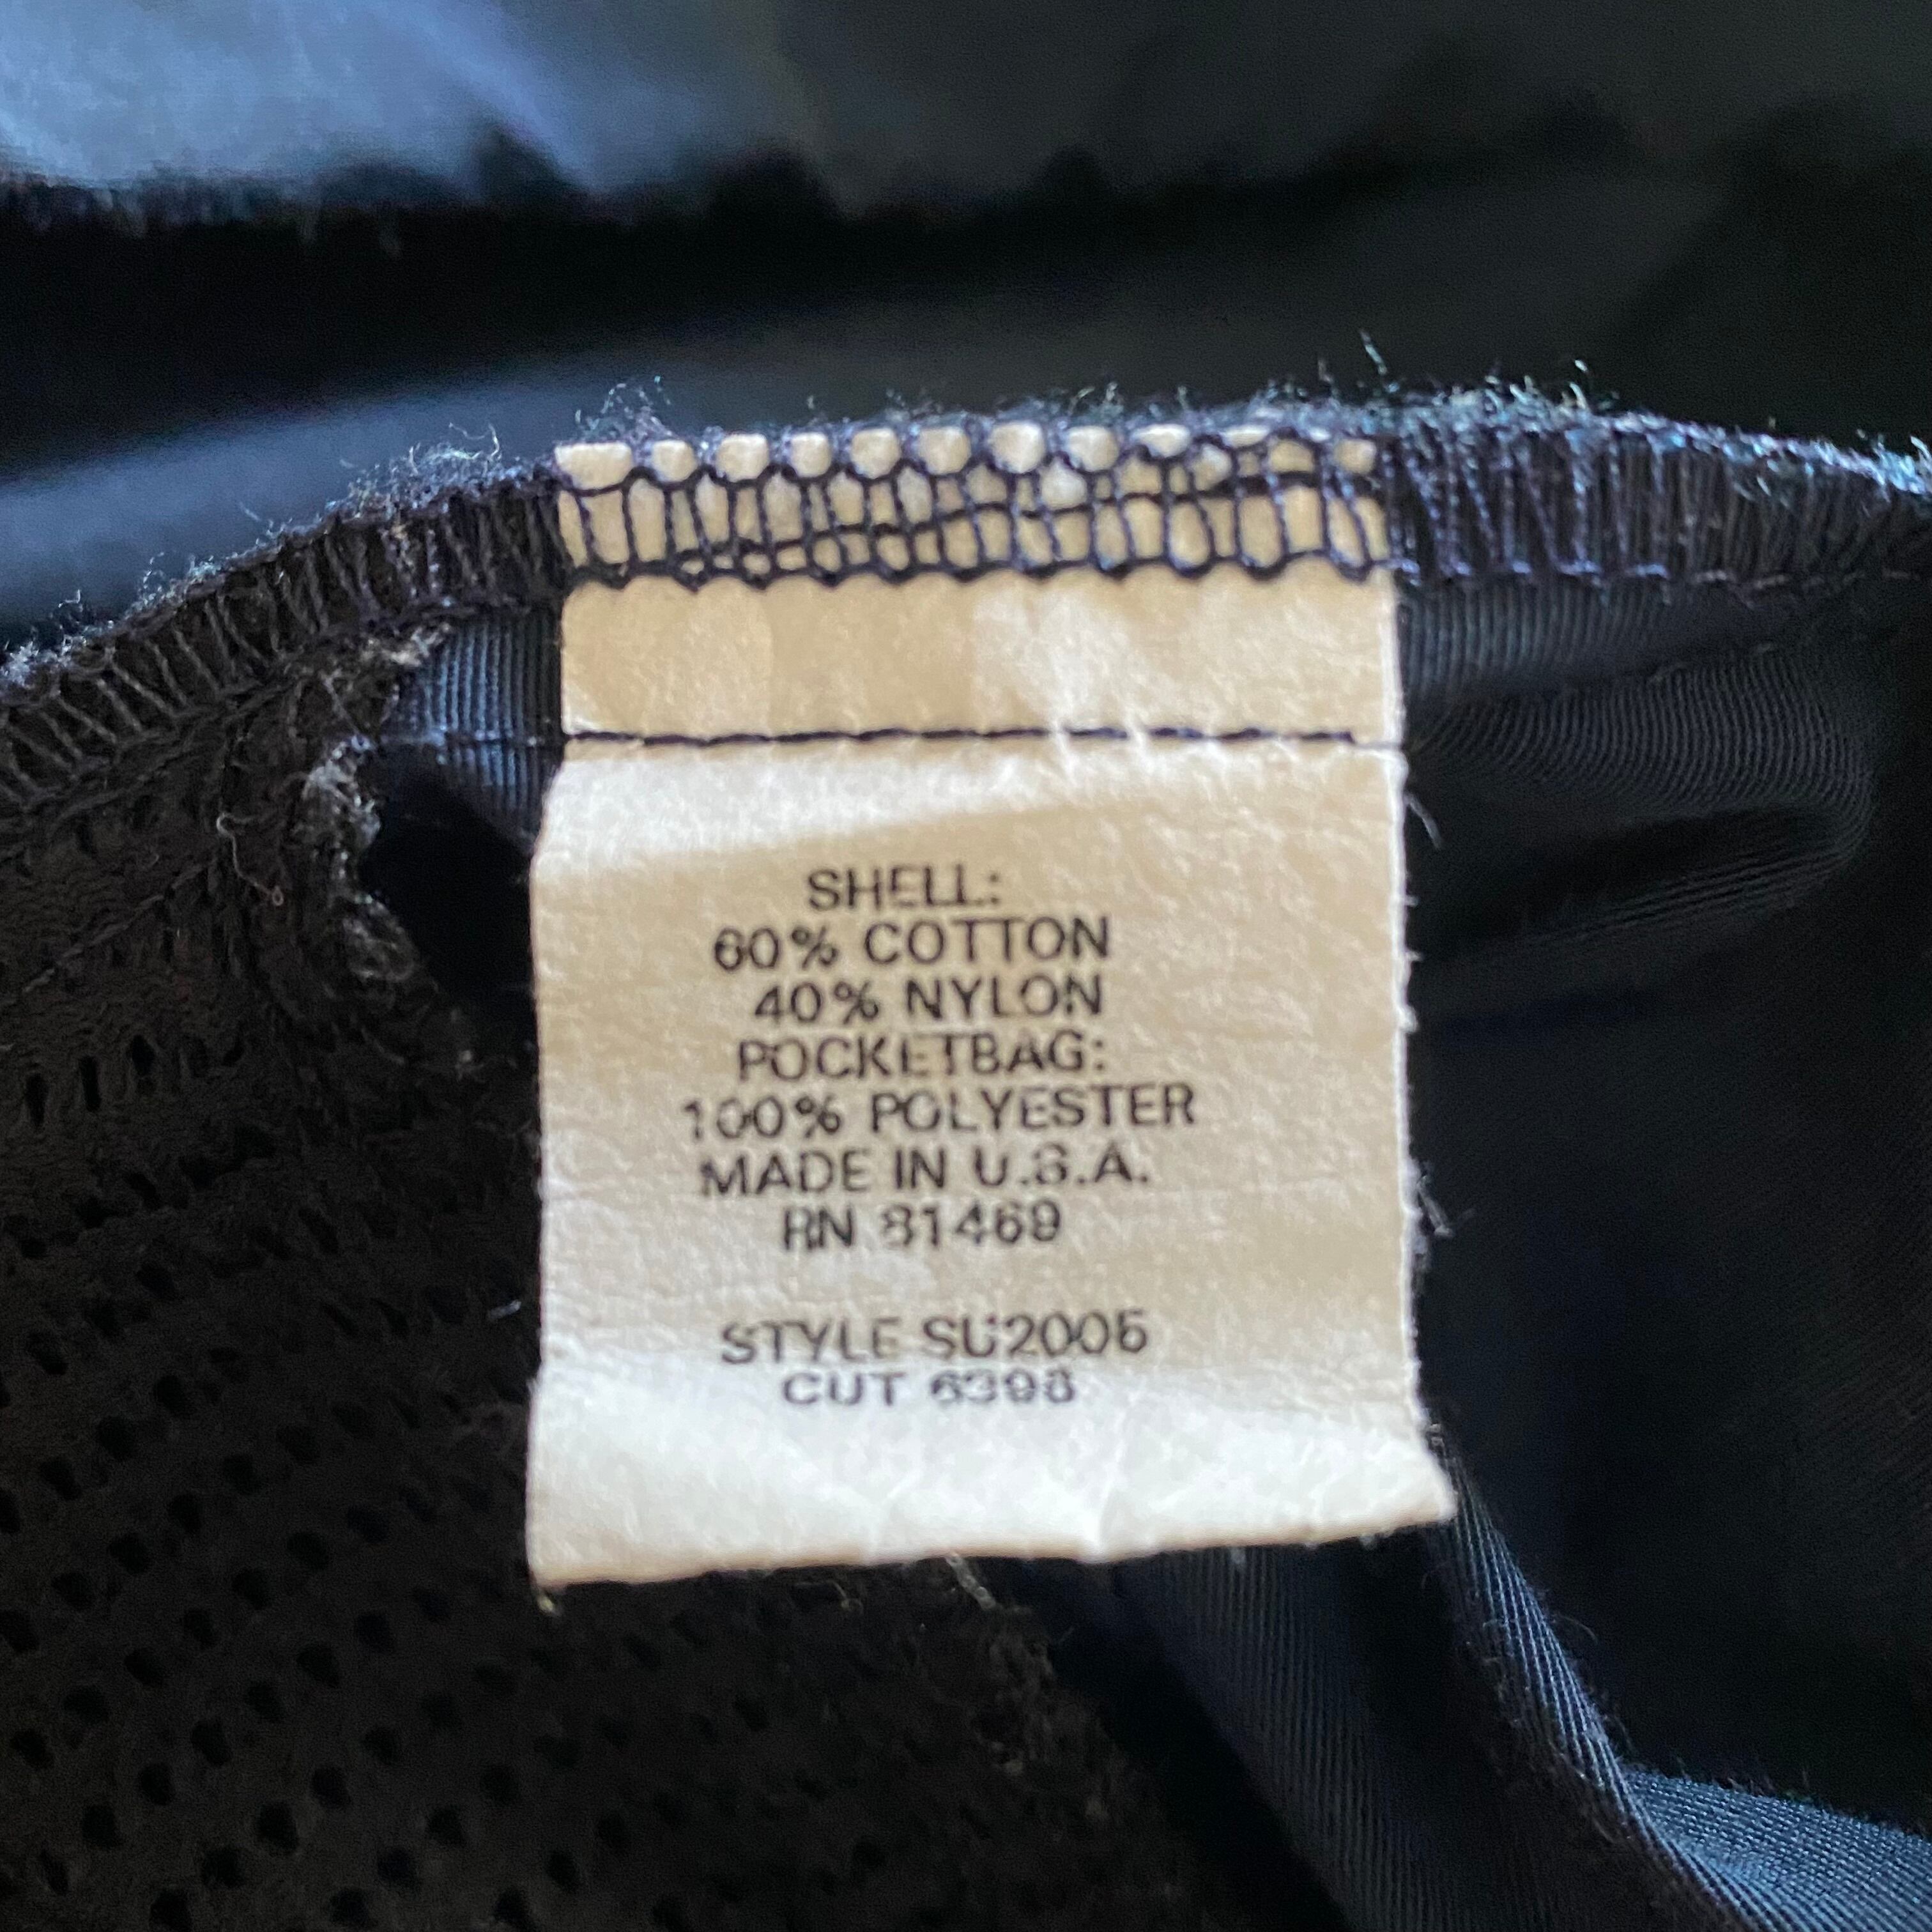 SHELL:
60% COTTON
40% NYLON
POCKETBAG:
100% POLYESTER
MADE IN U.S.A.
RN 81469
STYLE SU2005
CUT 6398